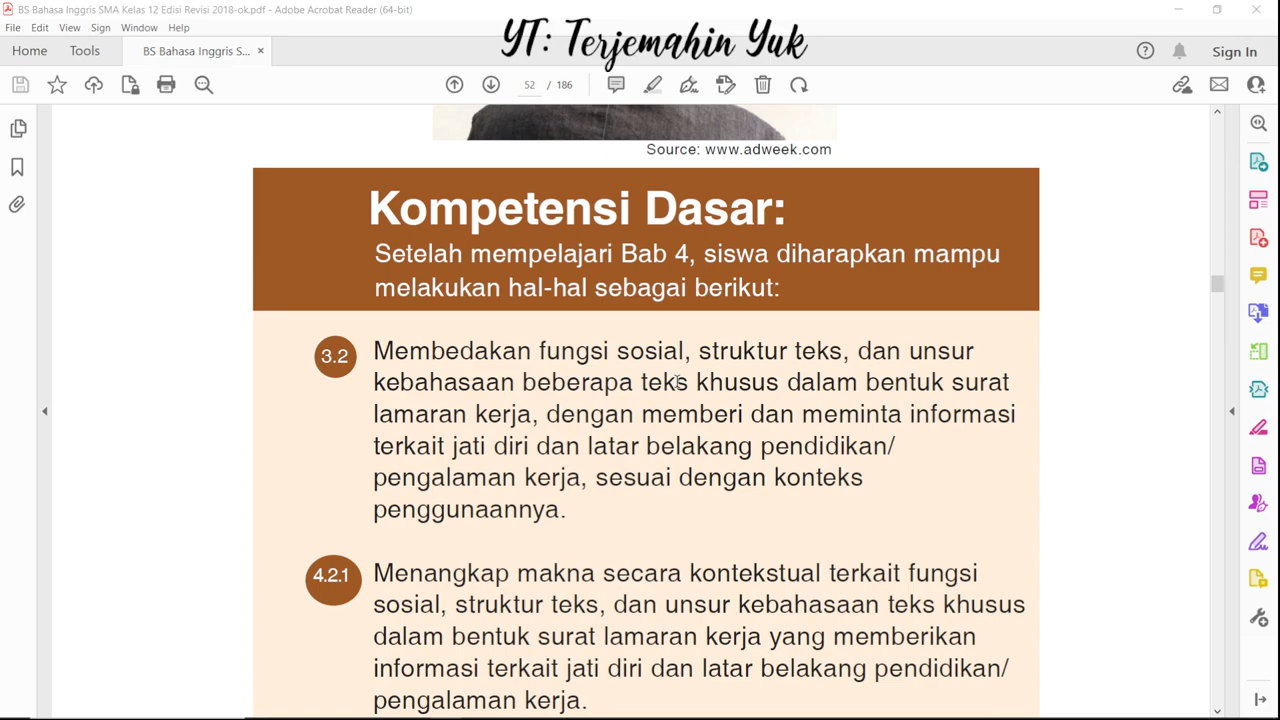 BS Bahasa Inggris SMA Kelas 12 Edisi Revisi 2018-ok.pdf - Adobe Acrobat Reader (64-bit)
YT: Terjemahin Yuk
File Edit View Sign Window Help
Home Tools BS Bahasa Inggris S... × Sign In
52 / 186
Source: www.adweek.com
Kompetensi Dasar:
Setelah mempelajari Bab 4, siswa diharapkan mampu
melakukan hal-hal sebagai berikut:
3.2 Membedakan fungsi sosial, struktur teks, dan unsur
kebahasaan beberapa teks khusus dalam bentuk surat
lamaran kerja, dengan memberi dan meminta informasi
terkait jati diri dan latar belakang pendidikan/
pengalaman kerja, sesuai dengan konteks
penggunaannya.
4.2.1 Menangkap makna secara kontekstual terkait fungsi
sosial, struktur teks, dan unsur kebahasaan teks khusus
dalam bentuk surat lamaran kerja yang memberikan
informasi terkait jati diri dan latar belakang pendidikan/
pengalaman kerja.